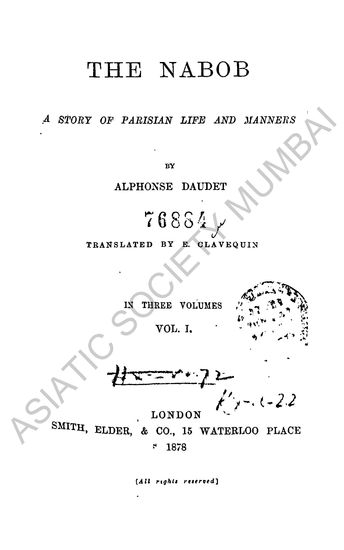 THE NABOB
A STORY OF PARISIAN LIFE AND MANNERS
BY
ALPHONSE DAUDET
76884
TRANSLATED BY E. CLAVEQUIN
IN THREE VOLUMES
VOL. I.
LONDON
SMITH, ELDER, & CO., 15 WATERLOO PLACE
1878
[All rights reserved]
ASIATIC SOCIETY MUMBAI